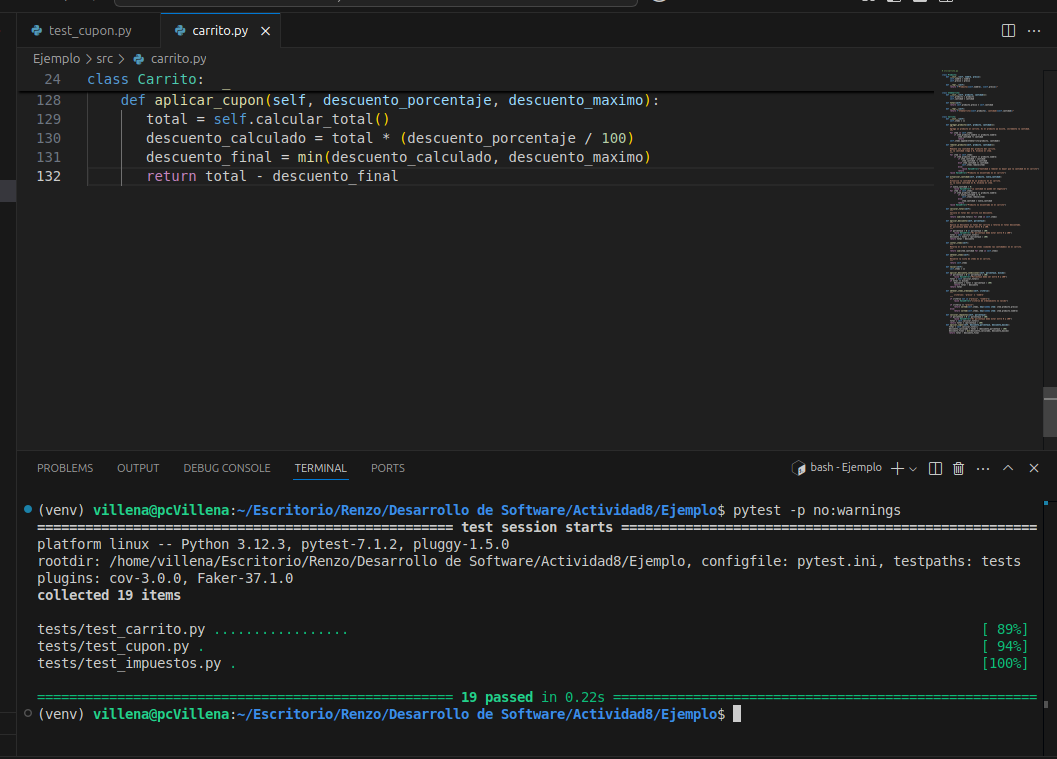 test_cupon.py carrito.py
Ejemplo > src > carrito.py
24 class Carrito:
128 def aplicar_cupon(self, descuento_porcentaje, descuento_maximo):
129 total = self.calcular_total()
130 descuento_calculado = total * (descuento_porcentaje / 100)
131 descuento_final = min(descuento_calculado, descuento_maximo)
132 return total - descuento_final
PROBLEMS OUTPUT DEBUG CONSOLE TERMINAL PORTS bash - Ejemplo
(venv) villena@pcVillena:~/Escritorio/Renzo/Desarrollo de Software/Actividad8/Ejemplo$ pytest -p no:warnings
==================================================== test session starts ====================================================
platform linux -- Python 3.12.3, pytest-7.1.2, pluggy-1.5.0
rootdir: /home/villena/Escritorio/Renzo/Desarrollo de Software/Actividad8/Ejemplo, configfile: pytest.ini, testpaths: tests
plugins: cov-3.0.0, Faker-37.1.0
collected 19 items
tests/test_carrito.py ................. [ 89%]
tests/test_cupon.py . [ 94%]
tests/test_impuestos.py . [100%]
==================================================== 19 passed in 0.22s =====================================================
(venv) villena@pcVillena:~/Escritorio/Renzo/Desarrollo de Software/Actividad8/Ejemplo$